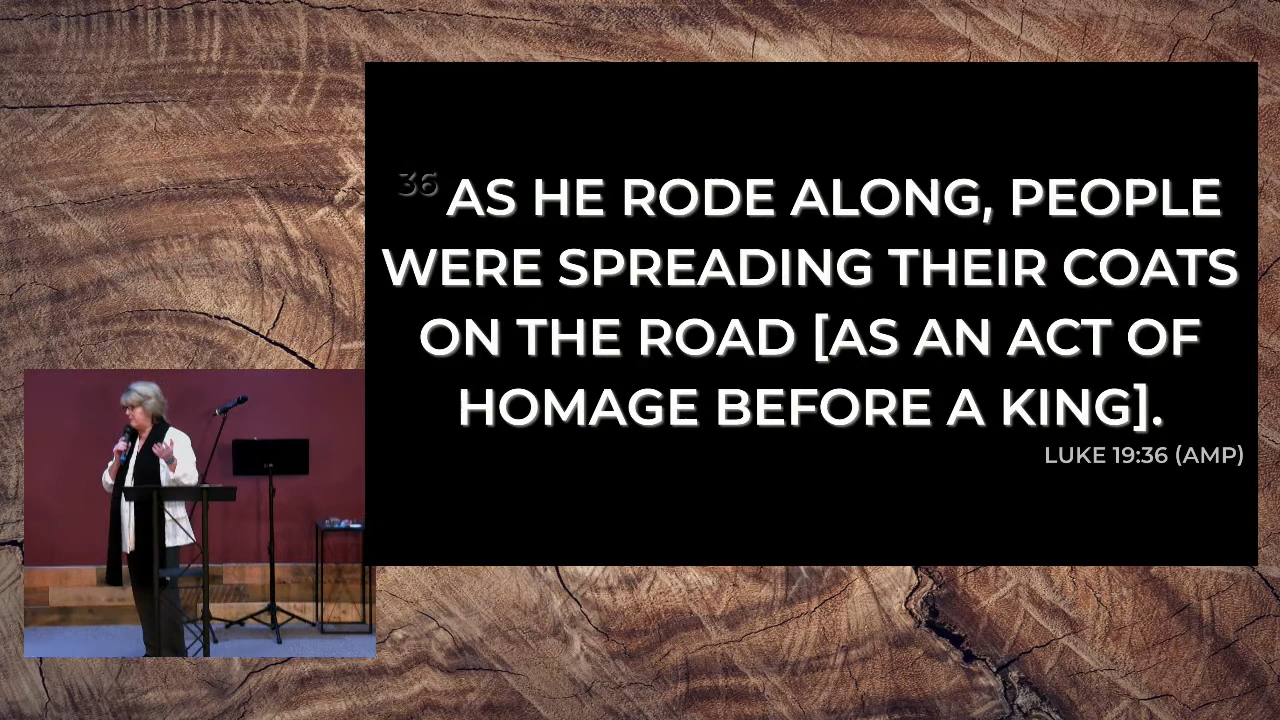 36 AS HE RODE ALONG, PEOPLE
WERE SPREADING THEIR COATS
ON THE ROAD [AS AN ACT OF
HOMAGE BEFORE A KING].
LUKE 19:36 (AMP)